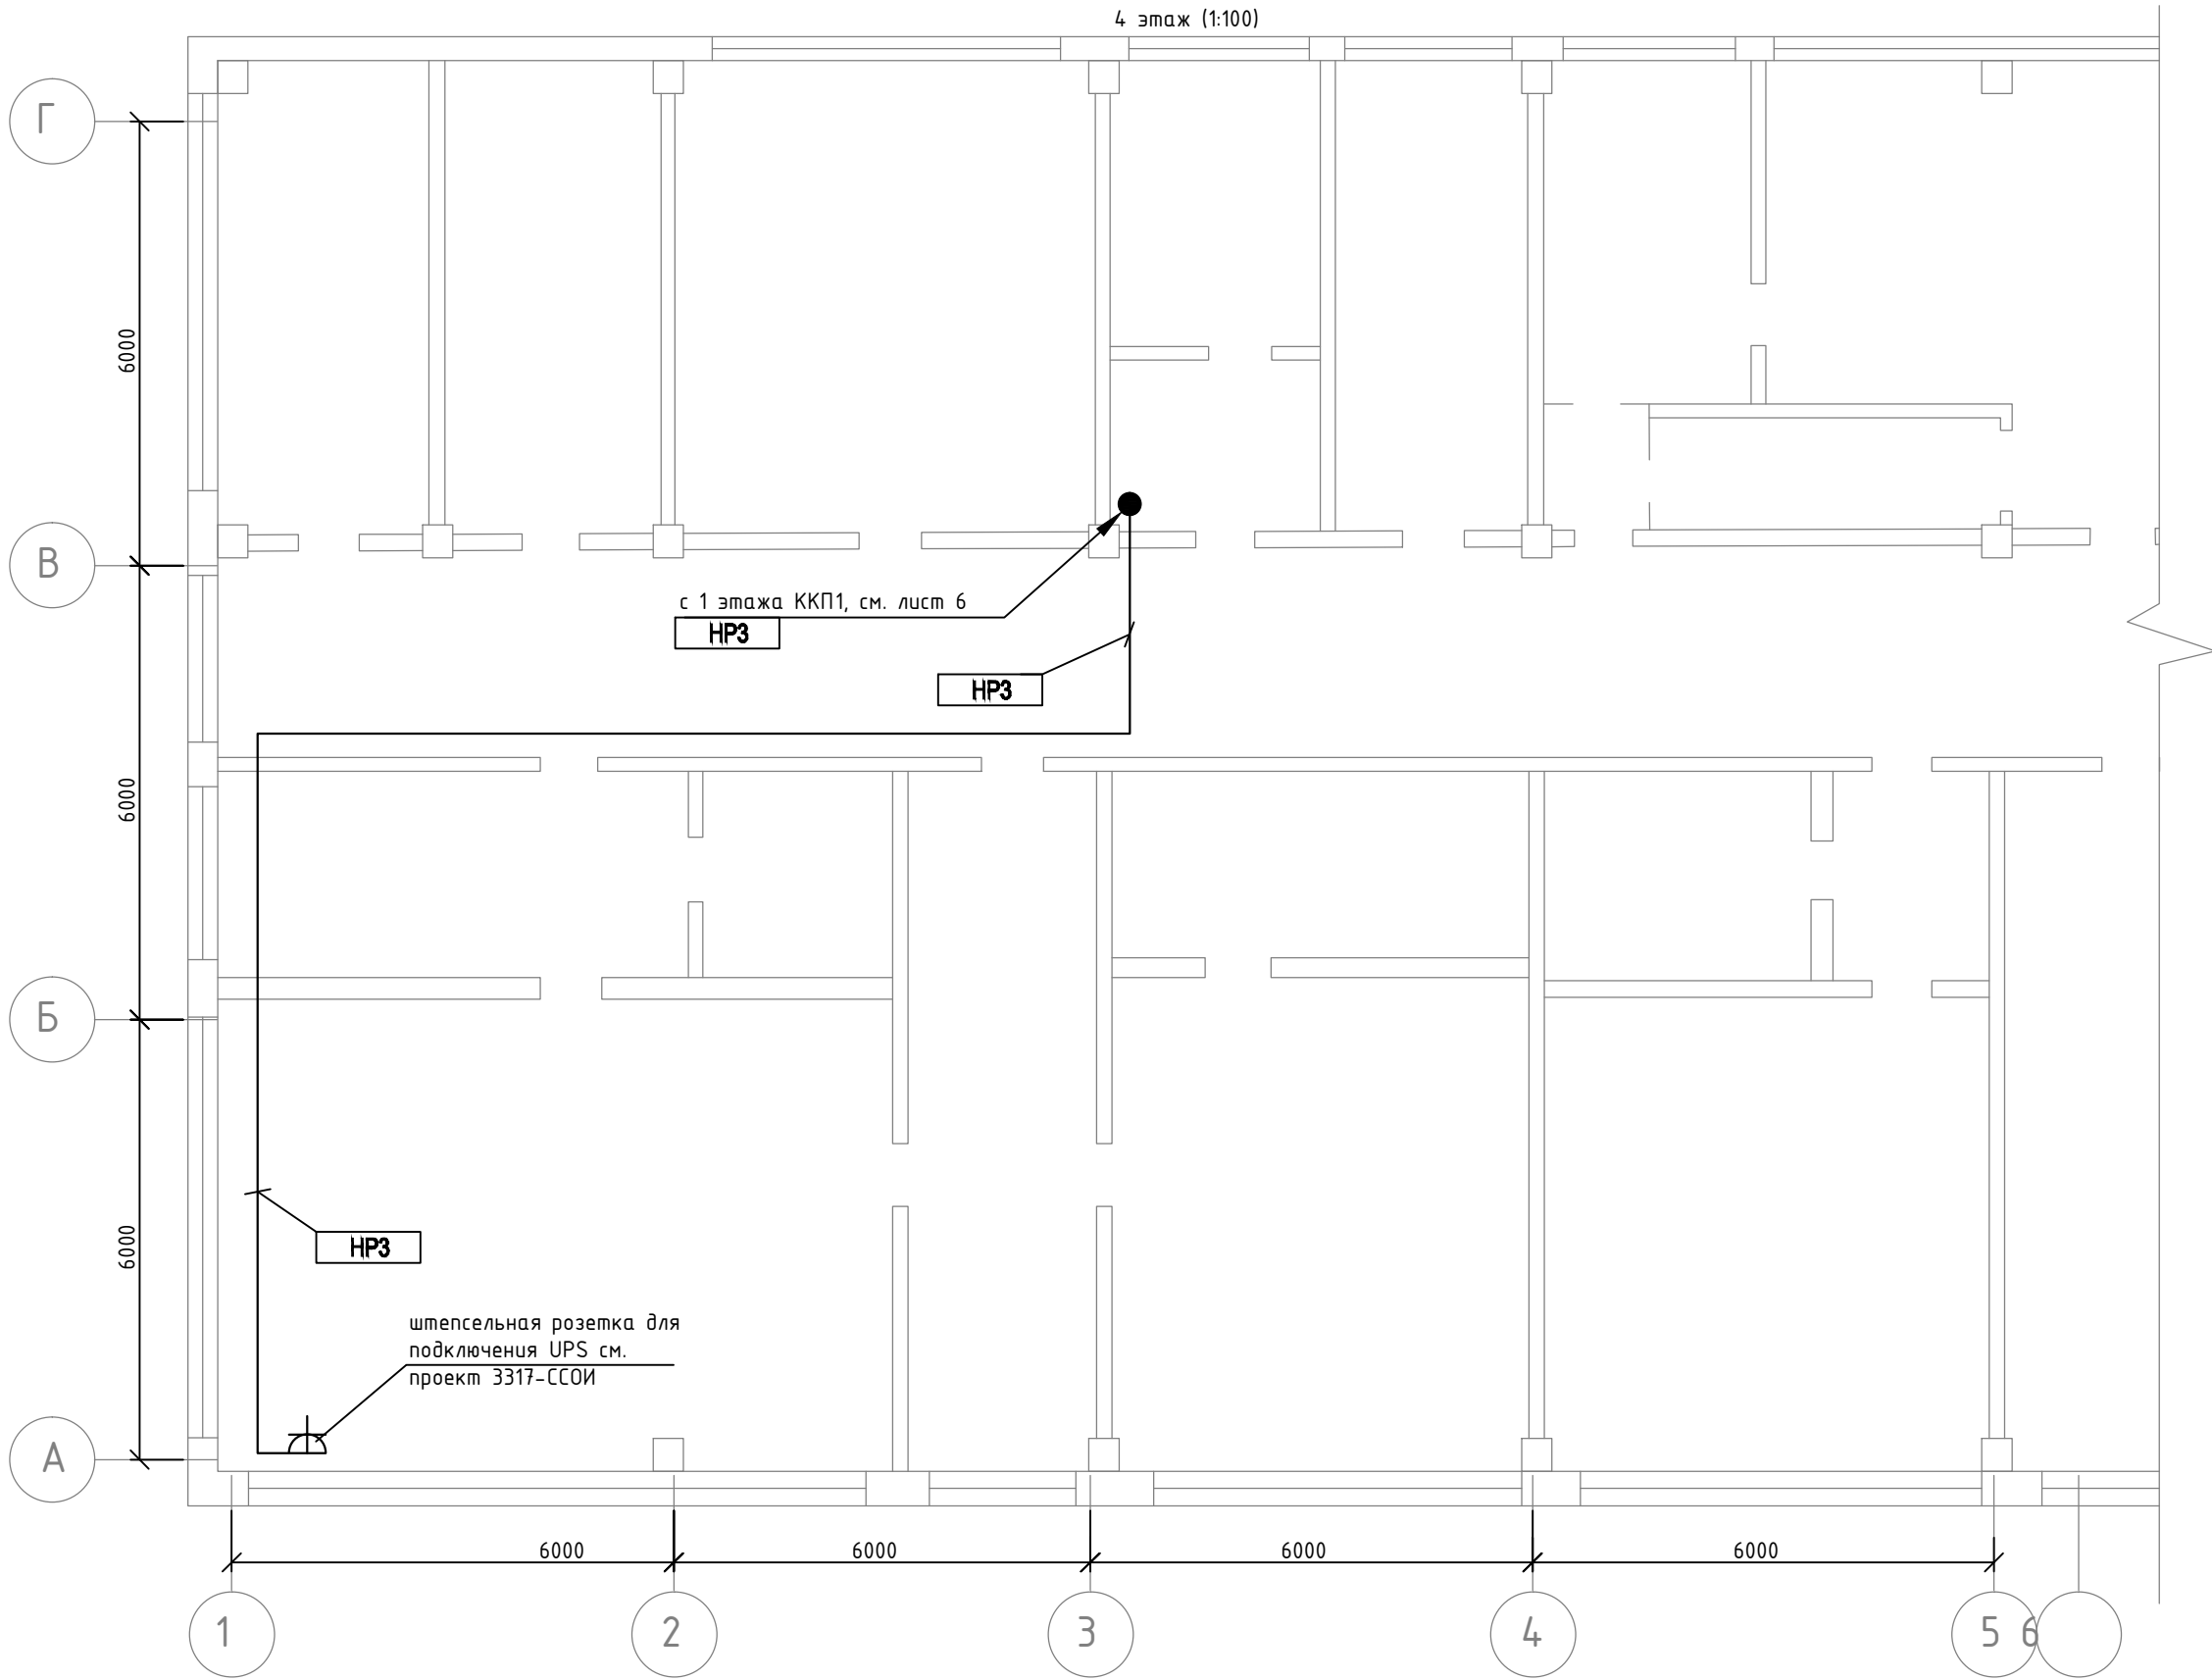 4 этаж (1:100)
Г
6000
В
с 1 этажа ККП1, см. лист 6
НР3
НР3
6000
Б
НР3
6000
штепсельная розетка для
подключения UPS см.
проект 3317-ССОИ
А
6000
6000
6000
6000
1
2
3
4
5
6